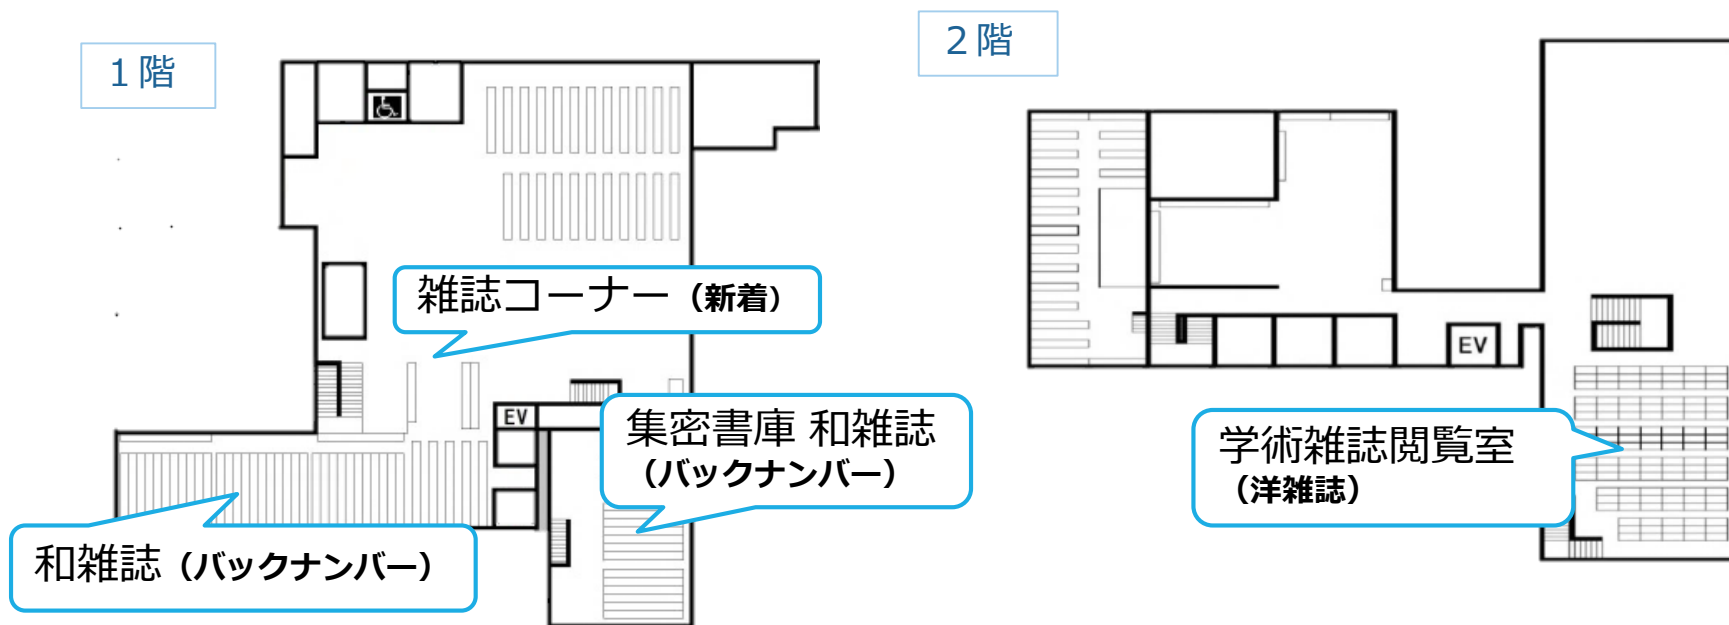 1階
雑誌コーナー（新着）
EV
集密書庫 和雑誌
（バックナンバー）
和雑誌（バックナンバー）
2階
EV
学術雑誌閲覧室
（洋雑誌）